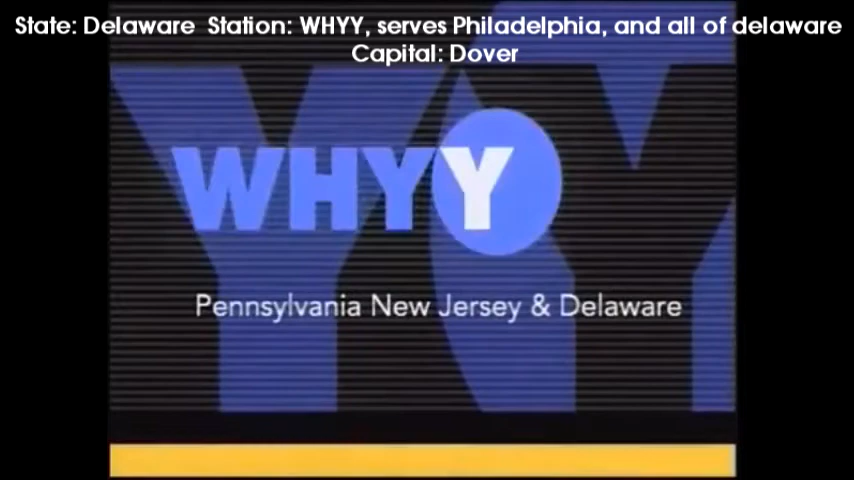 State: Delaware  Station: WHYY, serves Philadelphia, and all of delaware
Capital: Dover
WHYY
Pennsylvania New Jersey & Delaware